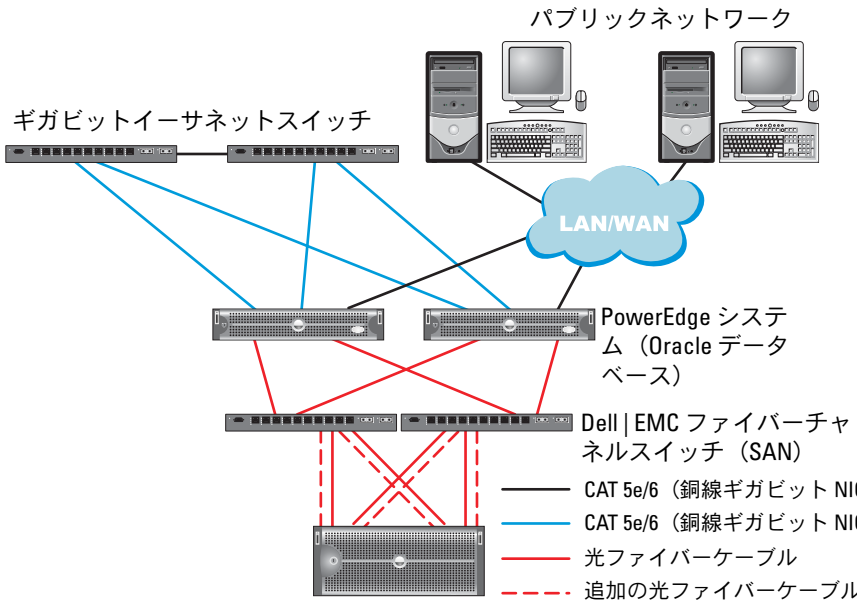 パブリックネットワーク
ギガビットイーサネットスイッチ
LAN/WAN
PowerEdge システ
ム（Oracle データ
ベース）
Dell | EMC ファイバーチャ
ネルスイッチ（SAN）
CAT 5e/6（銅線ギガビット NIC
CAT 5e/6（銅線ギガビット NIC
光ファイバーケーブル
追加の光ファイバーケーブル